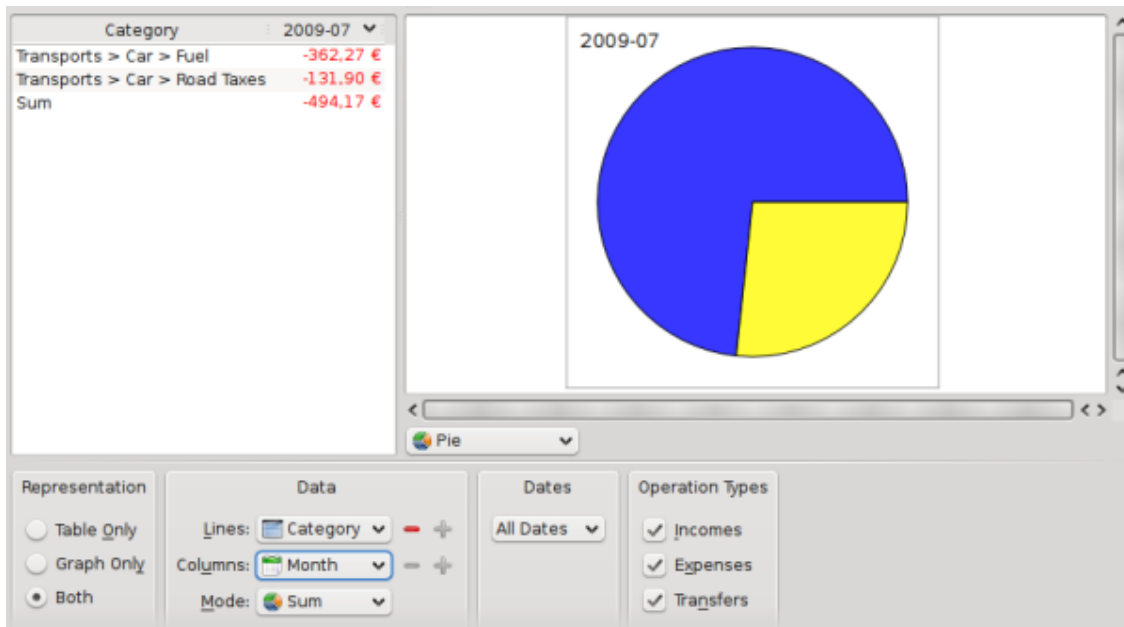 Category 2009-07
Transports > Car > Fuel -362,27 €
Transports > Car > Road Taxes -131,90 €
Sum -494,17 €
2009-07
Pie
Representation
Table Only
Graph Only
Both
Data
Lines: Category
Columns: Month
Mode: Sum
Dates
All Dates
Operation Types
Incomes
Expenses
Transfers